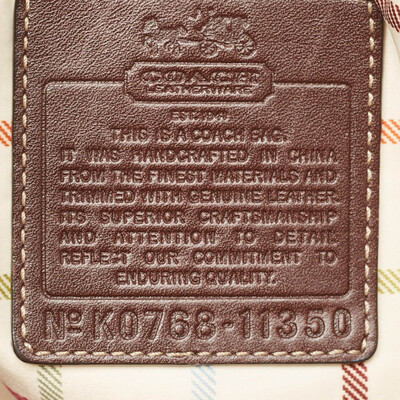 COACH
LEATHERWARE
EST. 1941
THIS IS A COACH BAG.
IT WAS HANDCRAFTED IN CHINA
FROM THE FINEST MATERIALS AND
TRIMMED WITH GENUINE LEATHER.
ITS SUPERIOR CRAFTSMANSHIP
AND ATTENTION TO DETAIL
REFLECT OUR COMMITMENT TO
ENDURING QUALITY.
Nº K0768-11350